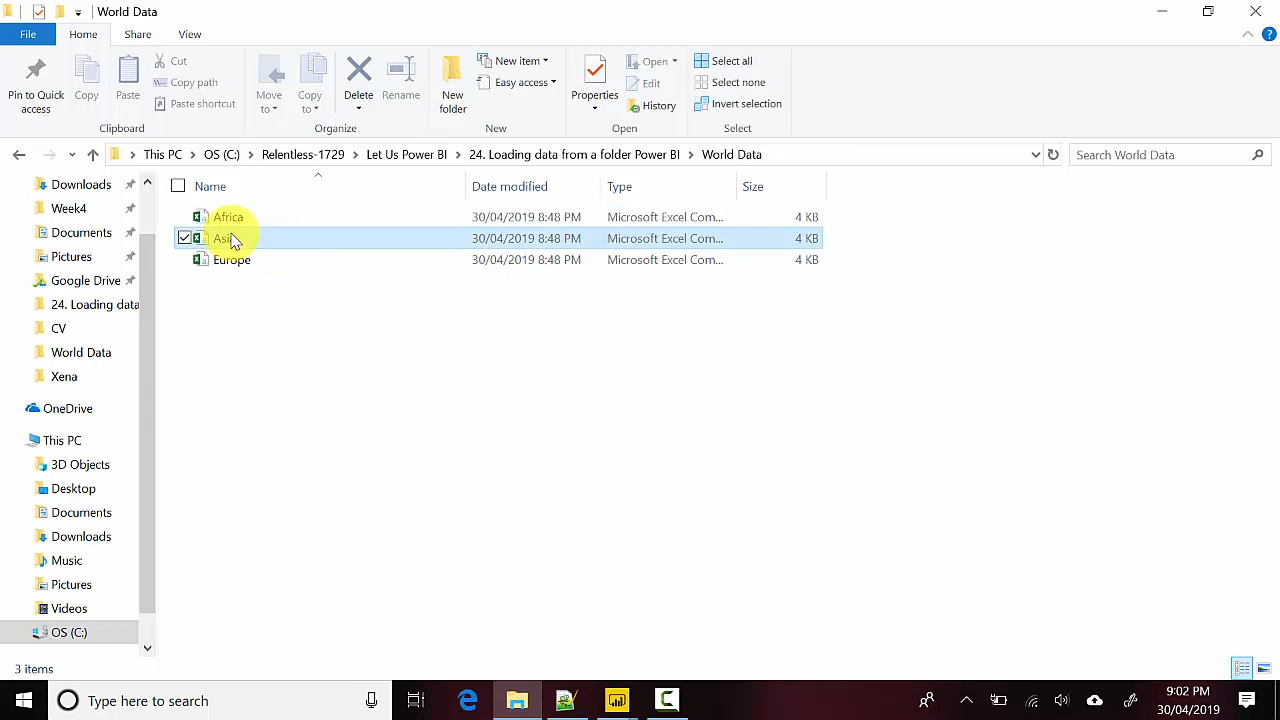 World Data
File Home Share View
Pin to Quick access
Copy
Paste
Cut
Copy path
Paste shortcut
Clipboard
Move to
Copy to
Delete
Rename
Organize
New folder
New item
Easy access
New
Properties
Open
Edit
History
Open
Select all
Select none
Invert selection
Select
This PC > OS (C:) > Relentless-1729 > Let Us Power BI > 24. Loading data from a folder Power BI > World Data
Search World Data
Downloads
Week4
Documents
Pictures
Google Drive
24. Loading data
CV
World Data
Xena
OneDrive
This PC
3D Objects
Desktop
Documents
Downloads
Music
Pictures
Videos
OS (C:)
Name Date modified Type Size
Africa 30/04/2019 8:48 PM Microsoft Excel Com... 4 KB
Asia 30/04/2019 8:48 PM Microsoft Excel Com... 4 KB
Europe 30/04/2019 8:48 PM Microsoft Excel Com... 4 KB
3 items
Type here to search
9:02 PM
30/04/2019